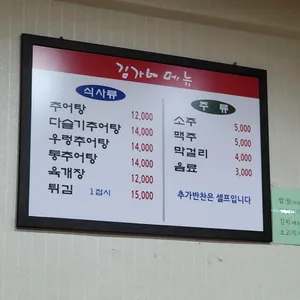 김가네 메뉴
식사류
추어탕 12,000
다슬기추어탕 14,000
우렁추어탕 14,000
통추어탕 14,000
육개장 12,000
튀김 1접시 15,000
주 류
소주 5,000
맥주 5,000
막걸리 4,000
음료 3,000
추가반찬은 셀프입니다